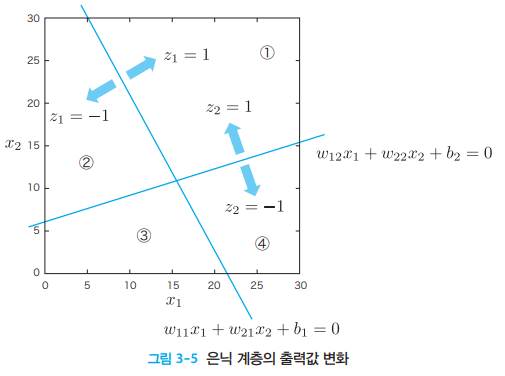 30
25
20
15
10
5
0
x₂
0 5 10 15 20 25 30
x₁
z₁ = 1
z₁ = −1
z₂ = 1
z₂ = −1
①
②
③
④
w₁₂x₁ + w₂₂x₂ + b₂ = 0
w₁₁x₁ + w₂₁x₂ + b₁ = 0
그림 3-5 은닉 계층의 출력값 변화